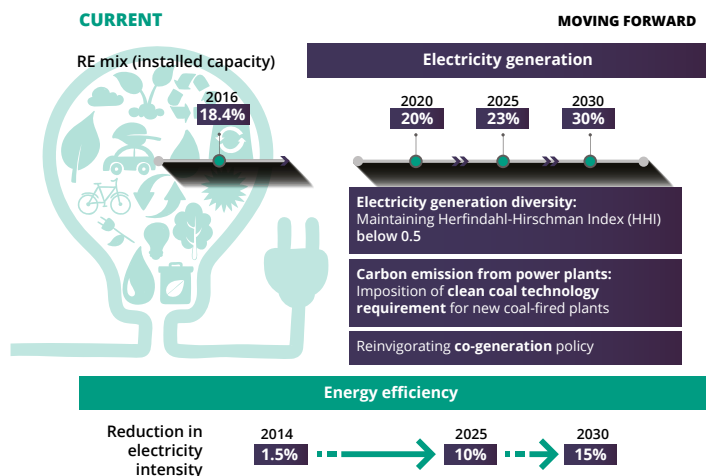 CURRENT
MOVING FORWARD
RE mix (installed capacity)
Electricity generation
2016
18.4%
2020
20%
2025
23%
2030
30%
Electricity generation diversity:
Maintaining Herfindahl-Hirschman Index (HHI)
below 0.5
Carbon emission from power plants:
Imposition of clean coal technology
requirement for new coal-fired plants
Reinvigorating co-generation policy
Energy efficiency
Reduction in
electricity
intensity
2014
1.5%
2025
10%
2030
15%